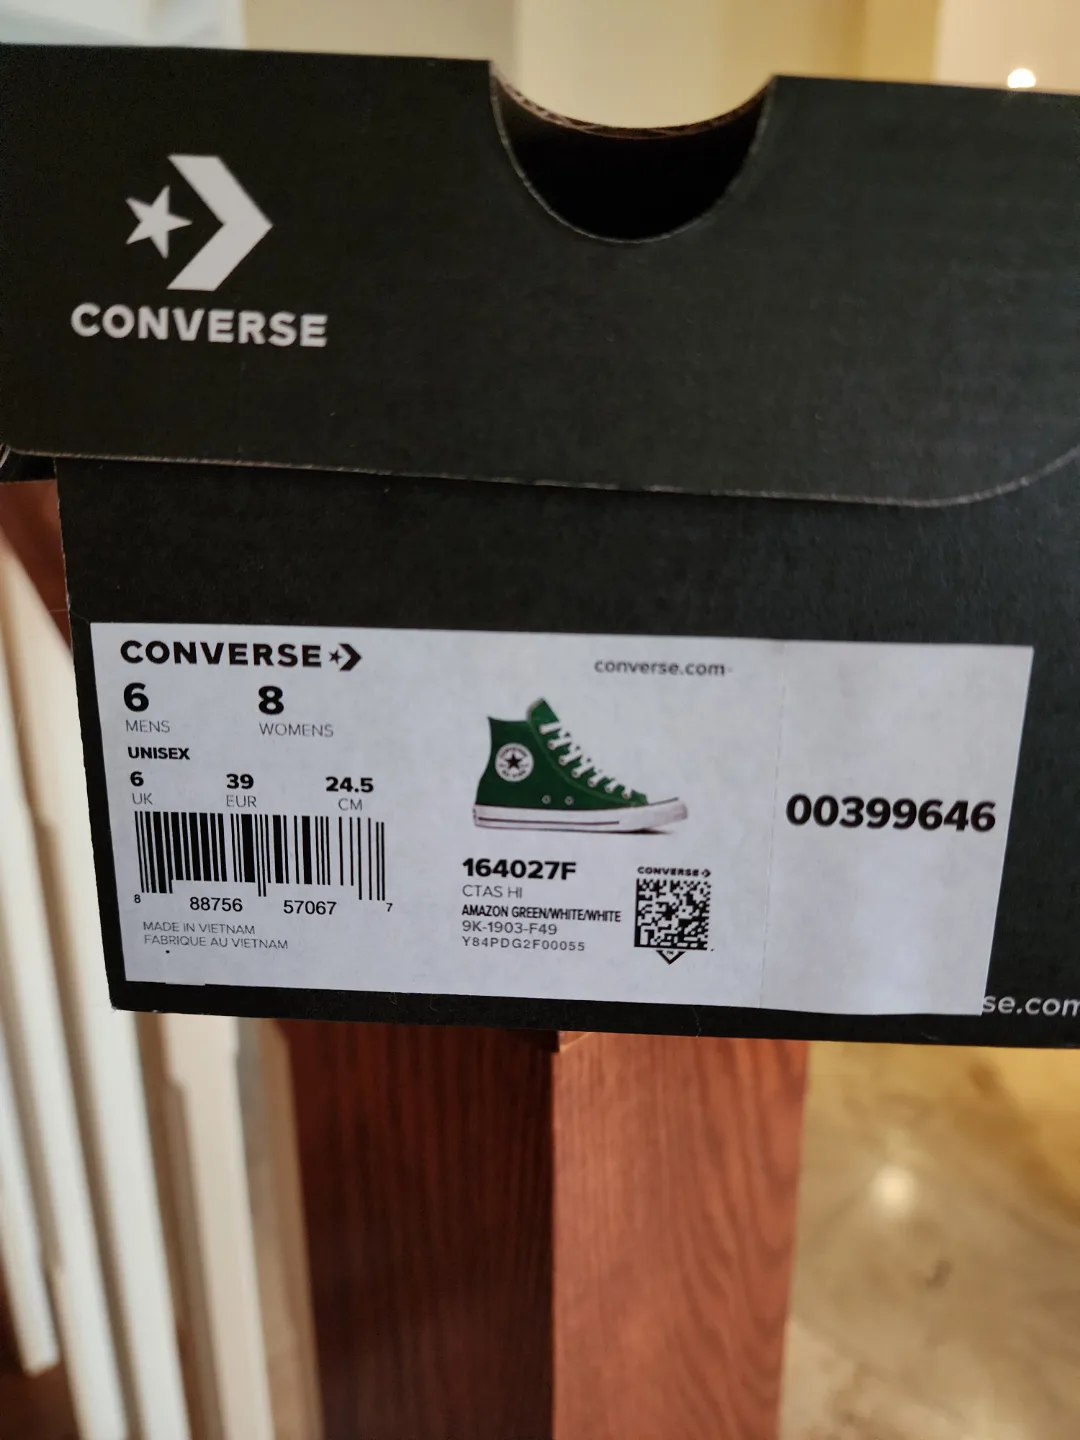 CONVERSE
CONVERSE
converse.com
6 8
MENS WOMENS
UNISEX
6 39 24.5
UK EUR CM
8 88756 57067 7
MADE IN VIETNAM
FABRIQUE AU VIETNAM
164027F
CTAS HI
AMAZON GREEN/WHITE/WHITE
9K-1903-F49
Y84PDG2F00055
CONVERSE
00399646
se.com